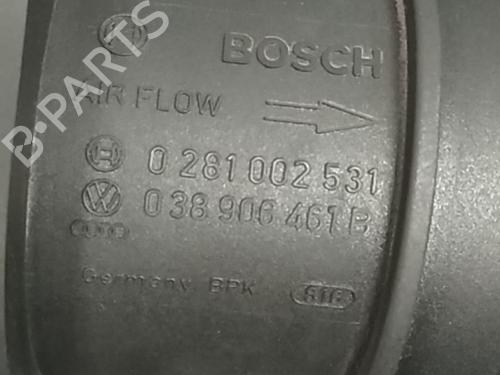 BOSCH
AIR FLOW
0 281 002 531
038 906 461 B
Germany BPK
B-PARTS